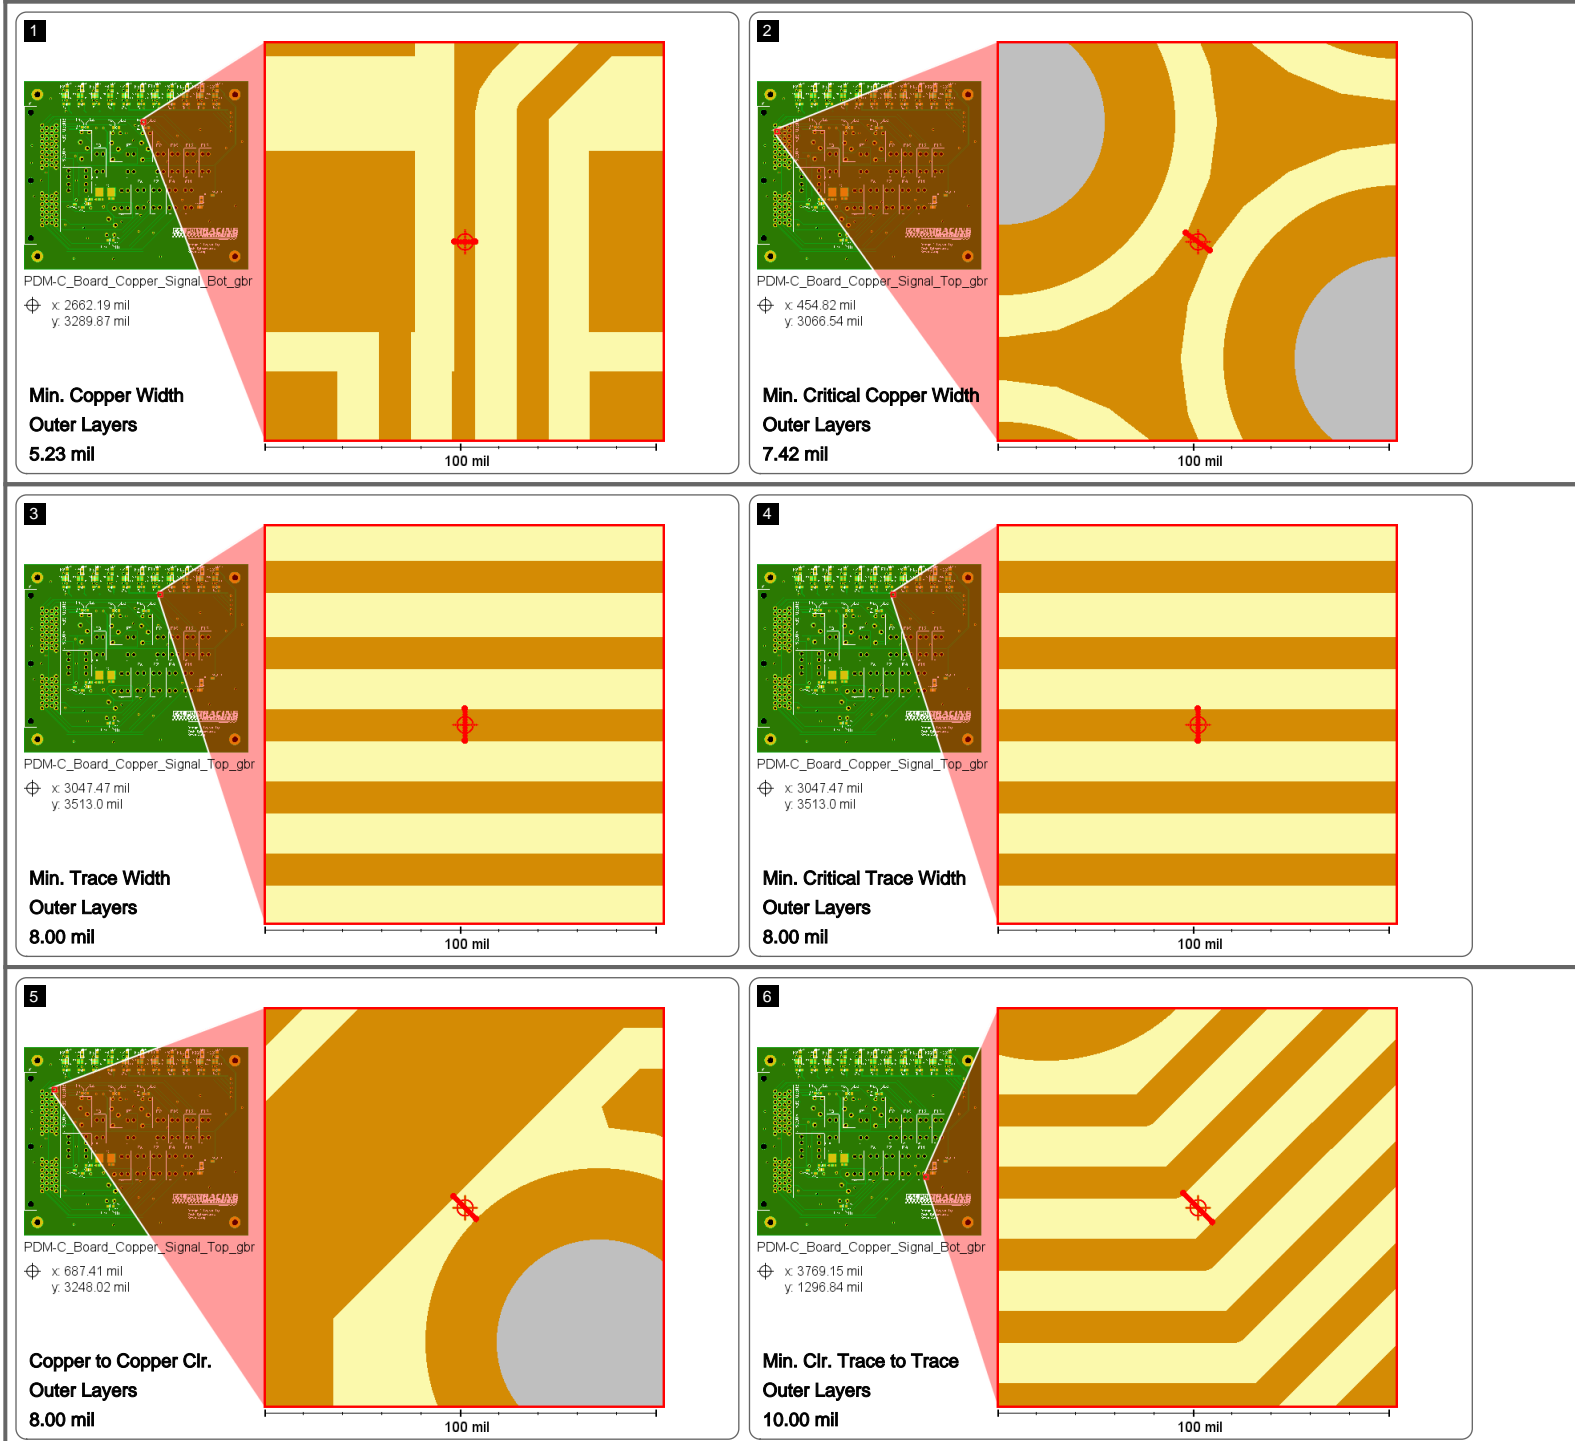 1
PDM-C_Board_Copper_Signal_Bot_gbr
x: 2662.19 mil
y: 3289.87 mil
Min. Copper Width
Outer Layers
5.23 mil
100 mil
2
PDM-C_Board_Copper_Signal_Top_gbr
x: 454.82 mil
y: 3066.54 mil
Min. Critical Copper Width
Outer Layers
7.42 mil
100 mil
3
PDM-C_Board_Copper_Signal_Top_gbr
x: 3047.47 mil
y: 3513.0 mil
Min. Trace Width
Outer Layers
8.00 mil
100 mil
4
PDM-C_Board_Copper_Signal_Top_gbr
x: 3047.47 mil
y: 3513.0 mil
Min. Critical Trace Width
Outer Layers
8.00 mil
100 mil
5
PDM-C_Board_Copper_Signal_Top_gbr
x: 687.41 mil
y: 3248.02 mil
Copper to Copper Clr.
Outer Layers
8.00 mil
100 mil
6
PDM-C_Board_Copper_Signal_Bot_gbr
x: 3769.15 mil
y: 1296.84 mil
Min. Clr. Trace to Trace
Outer Layers
10.00 mil
100 mil